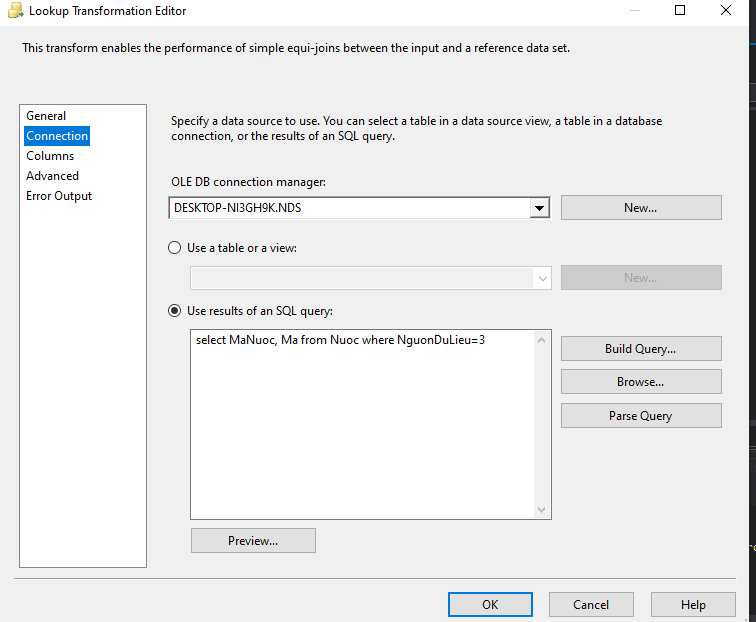 Lookup Transformation Editor
This transform enables the performance of simple equi-joins between the input and a reference data set.
General
Connection
Columns
Advanced
Error Output
Specify a data source to use. You can select a table in a data source view, a table in a database
connection, or the results of an SQL query.
OLE DB connection manager:
DESKTOP-NI3GH9K.NDS
New...
Use a table or a view:
New...
Use results of an SQL query:
select MaNuoc, Ma from Nuoc where NguonDuLieu=3
Build Query...
Browse...
Parse Query
Preview...
OK
Cancel
Help